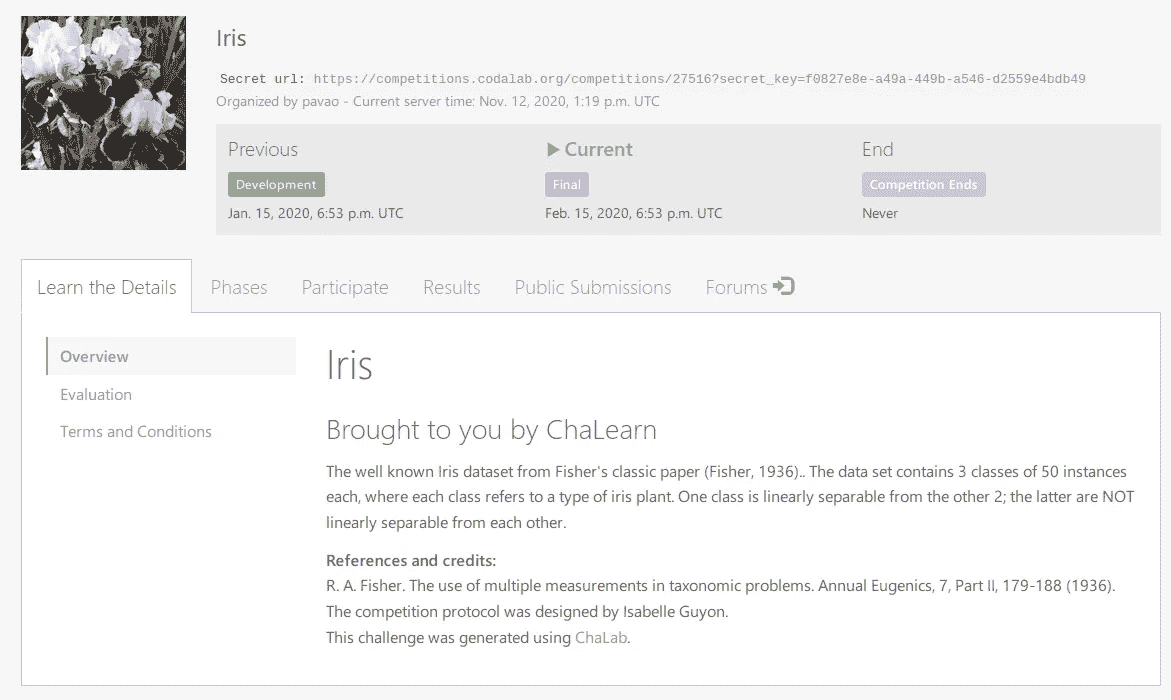 Iris
Secret url: https://competitions.codalab.org/competitions/27516?secret_key=f0827e8e-a49a-449b-a546-d2559e4bdb49
Organized by pavao - Current server time: Nov. 12, 2020, 1:19 p.m. UTC
Previous
Development
Jan. 15, 2020, 6:53 p.m. UTC
Current
Final
Feb. 15, 2020, 6:53 p.m. UTC
End
Competition Ends
Never
Learn the Details Phases Participate Results Public Submissions Forums
Overview
Evaluation
Terms and Conditions
Iris
Brought to you by ChaLearn
The well known Iris dataset from Fisher's classic paper (Fisher, 1936).. The data set contains 3 classes of 50 instances
each, where each class refers to a type of iris plant. One class is linearly separable from the other 2; the latter are NOT
linearly separable from each other.
References and credits:
R. A. Fisher. The use of multiple measurements in taxonomic problems. Annual Eugenics, 7, Part II, 179-188 (1936).
The competition protocol was designed by Isabelle Guyon.
This challenge was generated using ChaLab.